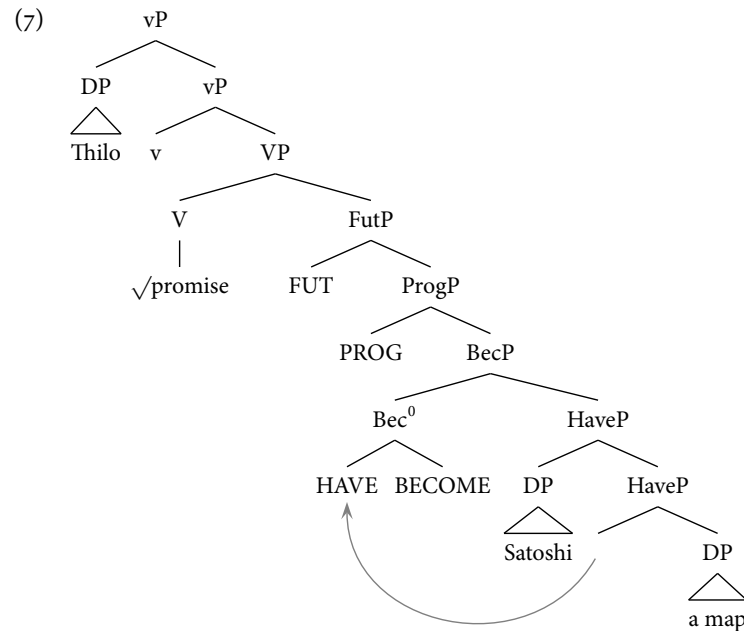 (7) vP
DP vP
Thilo v VP
V FutP
√promise FUT ProgP
PROG BecP
Bec⁰ HaveP
HAVE BECOME DP HaveP
Satoshi DP
a map